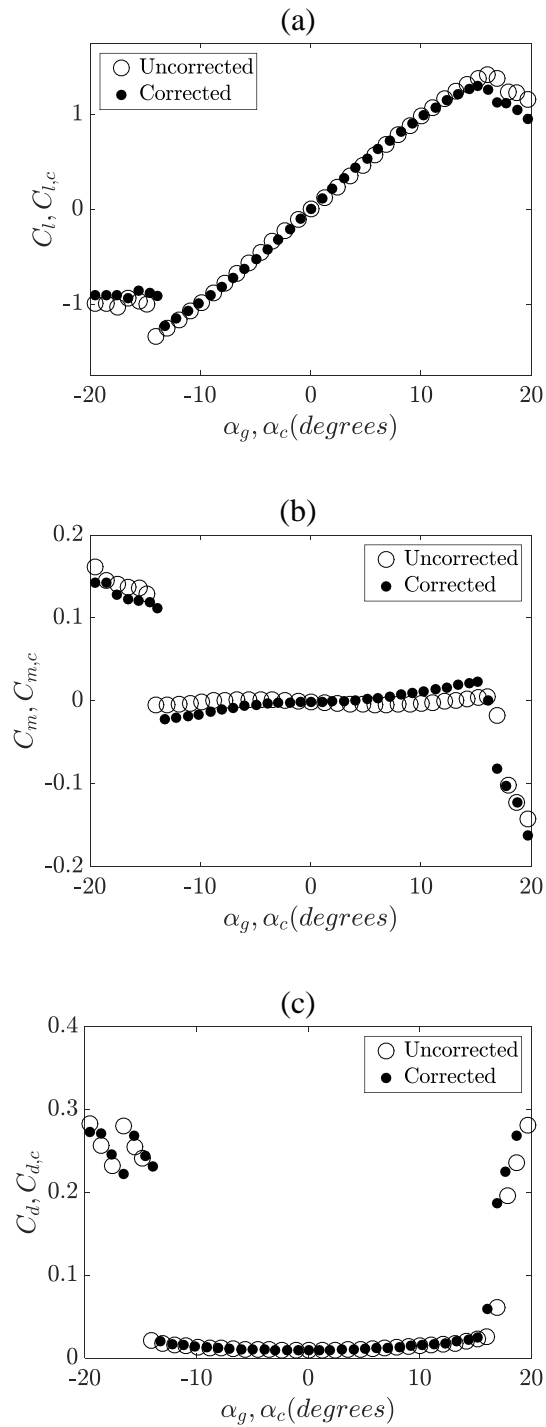 (a)
Uncorrected
Corrected
1
0
-1
C_l, C_{l,c}
-20 -10 0 10 20
α_g, α_c(degrees)
(b)
0.2
Uncorrected
Corrected
0.1
0
-0.1
-0.2
C_m, C_{m,c}
-20 -10 0 10 20
α_g, α_c(degrees)
(c)
0.4
Uncorrected
Corrected
0.3
0.2
0.1
0
C_d, C_{d,c}
-20 -10 0 10 20
α_g, α_c(degrees)